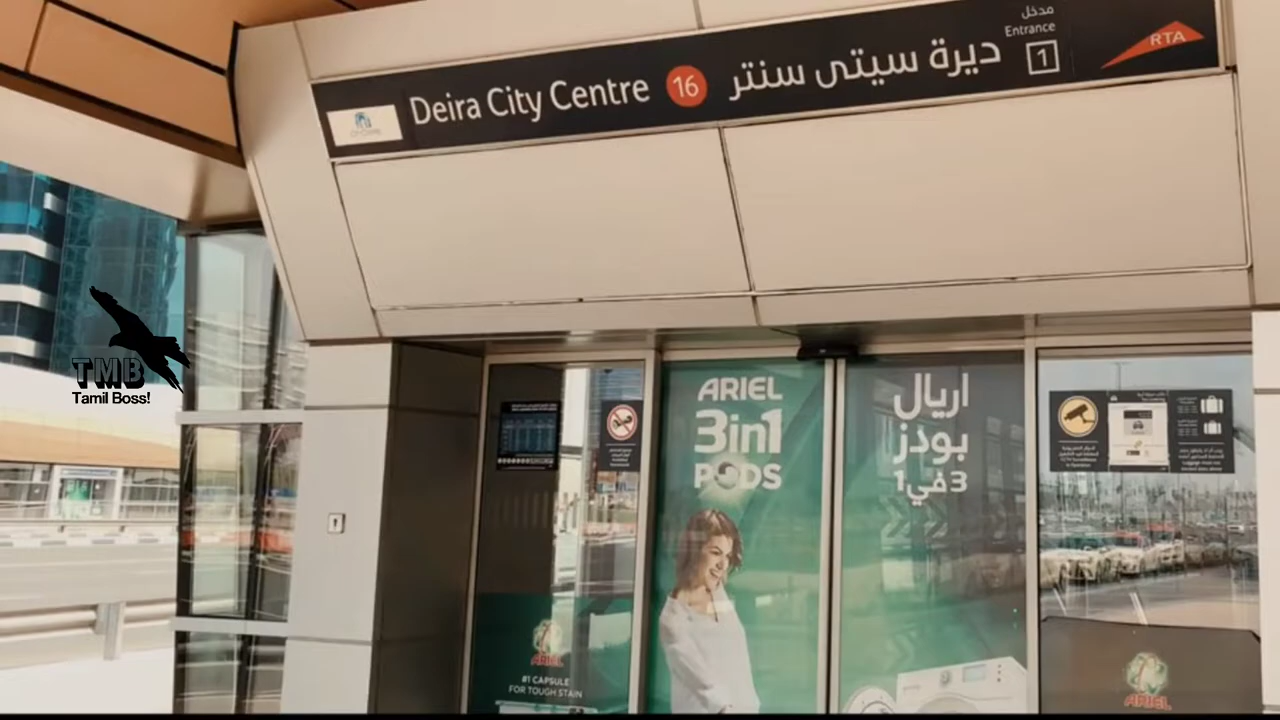 Deira City Centre 16 ديرة سيتى سنتر
مدخل
Entrance
1
RTA
TMB
Tamil Boss!
ARIEL
3in1
PODS
اريال
بودز
3في1
ARIEL
#1 CAPSULE
FOR TOUGH STAIN
ARIEL